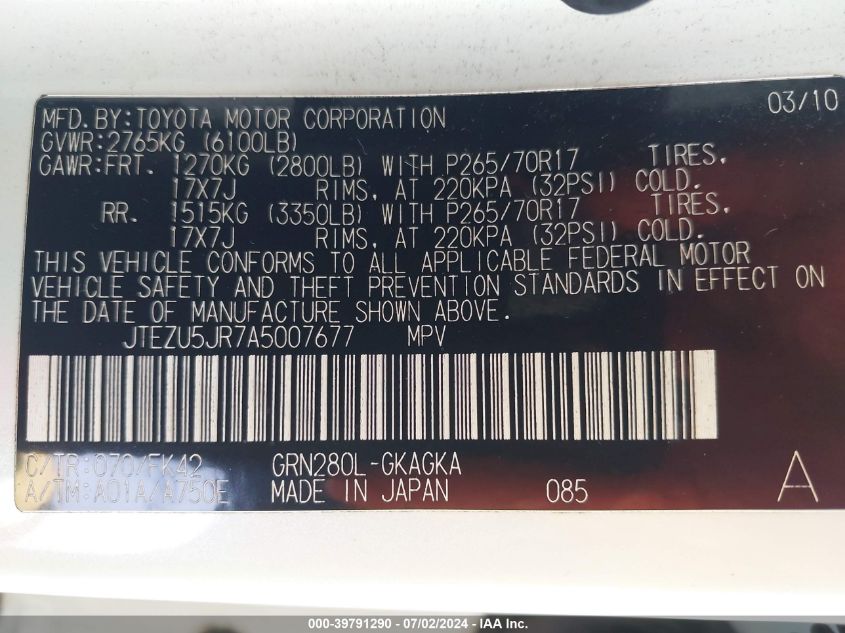 03/10
MFD.BY:TOYOTA MOTOR CORPORATION
GVWR:2765KG (6100LB)
GAWR:FRT. 1270KG (2800LB) WITH P265/70R17 TIRES,
17X7J RIMS, AT 220KPA (32PSI) COLD.
RR. 1515KG (3350LB) WITH P265/70R17 TIRES,
17X7J RIMS, AT 220KPA (32PSI) COLD.
THIS VEHICLE CONFORMS TO ALL APPLICABLE FEDERAL MOTOR
VEHICLE SAFETY AND THEFT PREVENTION STANDARDS IN EFFECT ON
THE DATE OF MANUFACTURE SHOWN ABOVE.
JTEZU5JR7A5007677 MPV
C/TR:070/FK42 GRN280L-GKAGKA
A/TM:A01A/A750E MADE IN JAPAN 085 A
000-39791290 - 07/02/2024 - IAA Inc.